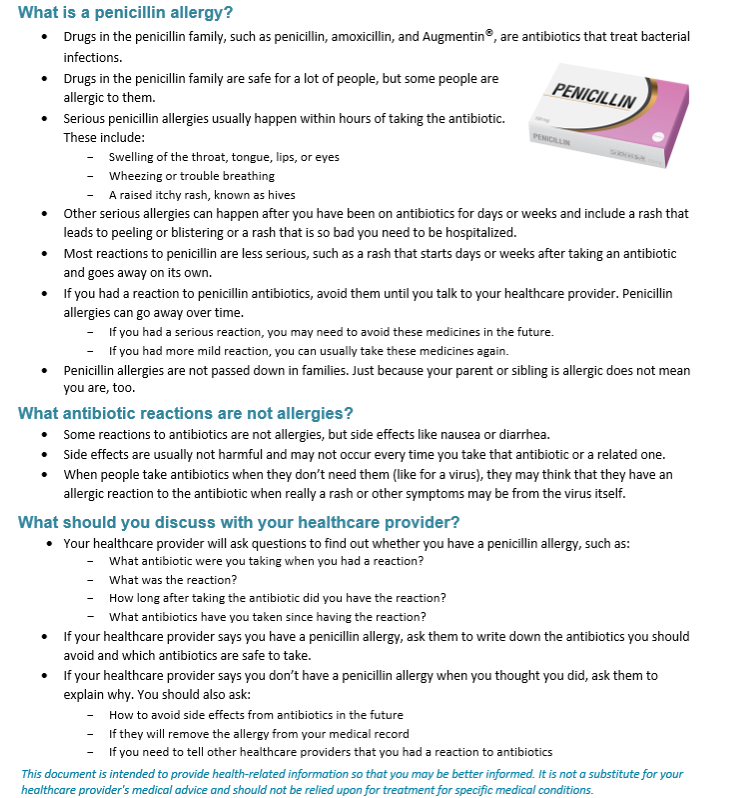 What is a penicillin allergy?
• Drugs in the penicillin family, such as penicillin, amoxicillin, and Augmentin®, are antibiotics that treat bacterial
infections.
• Drugs in the penicillin family are safe for a lot of people, but some people are
allergic to them.
PENICILLIN
PENICILLIN
• Serious penicillin allergies usually happen within hours of taking the antibiotic.
These include:
– Swelling of the throat, tongue, lips, or eyes
– Wheezing or trouble breathing
– A raised itchy rash, known as hives
• Other serious allergies can happen after you have been on antibiotics for days or weeks and include a rash that
leads to peeling or blistering or a rash that is so bad you need to be hospitalized.
• Most reactions to penicillin are less serious, such as a rash that starts days or weeks after taking an antibiotic
and goes away on its own.
• If you had a reaction to penicillin antibiotics, avoid them until you talk to your healthcare provider. Penicillin
allergies can go away over time.
– If you had a serious reaction, you may need to avoid these medicines in the future.
– If you had more mild reaction, you can usually take these medicines again.
• Penicillin allergies are not passed down in families. Just because your parent or sibling is allergic does not mean
you are, too.
What antibiotic reactions are not allergies?
• Some reactions to antibiotics are not allergies, but side effects like nausea or diarrhea.
• Side effects are usually not harmful and may not occur every time you take that antibiotic or a related one.
• When people take antibiotics when they don't need them (like for a virus), they may think that they have an
allergic reaction to the antibiotic when really a rash or other symptoms may be from the virus itself.
What should you discuss with your healthcare provider?
• Your healthcare provider will ask questions to find out whether you have a penicillin allergy, such as:
– What antibiotic were you taking when you had a reaction?
– What was the reaction?
– How long after taking the antibiotic did you have the reaction?
– What antibiotics have you taken since having the reaction?
• If your healthcare provider says you have a penicillin allergy, ask them to write down the antibiotics you should
avoid and which antibiotics are safe to take.
• If your healthcare provider says you don't have a penicillin allergy when you thought you did, ask them to
explain why. You should also ask:
– How to avoid side effects from antibiotics in the future
– If they will remove the allergy from your medical record
– If you need to tell other healthcare providers that you had a reaction to antibiotics
This document is intended to provide health-related information so that you may be better informed. It is not a substitute for your
healthcare provider's medical advice and should not be relied upon for treatment for specific medical conditions.